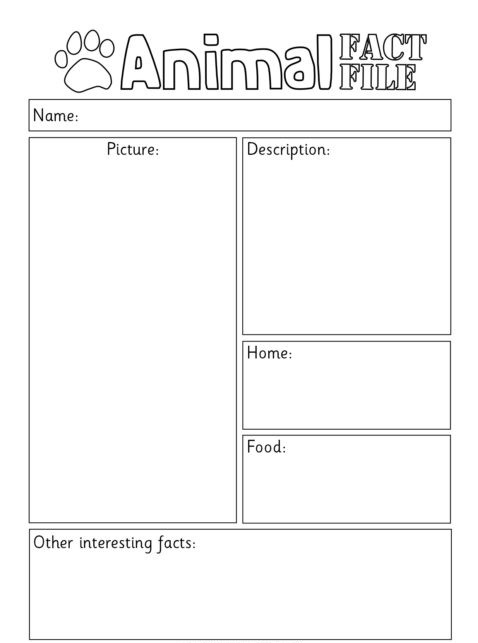 Animal FACT FILE
Name:
Picture:
Description:
Home:
Food:
Other interesting facts: